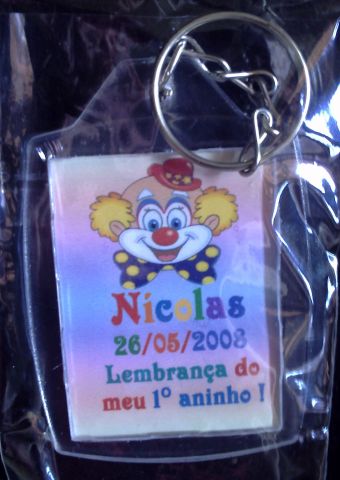 Nicolas
26/05/2008
Lembrança do
meu 1º aninho !